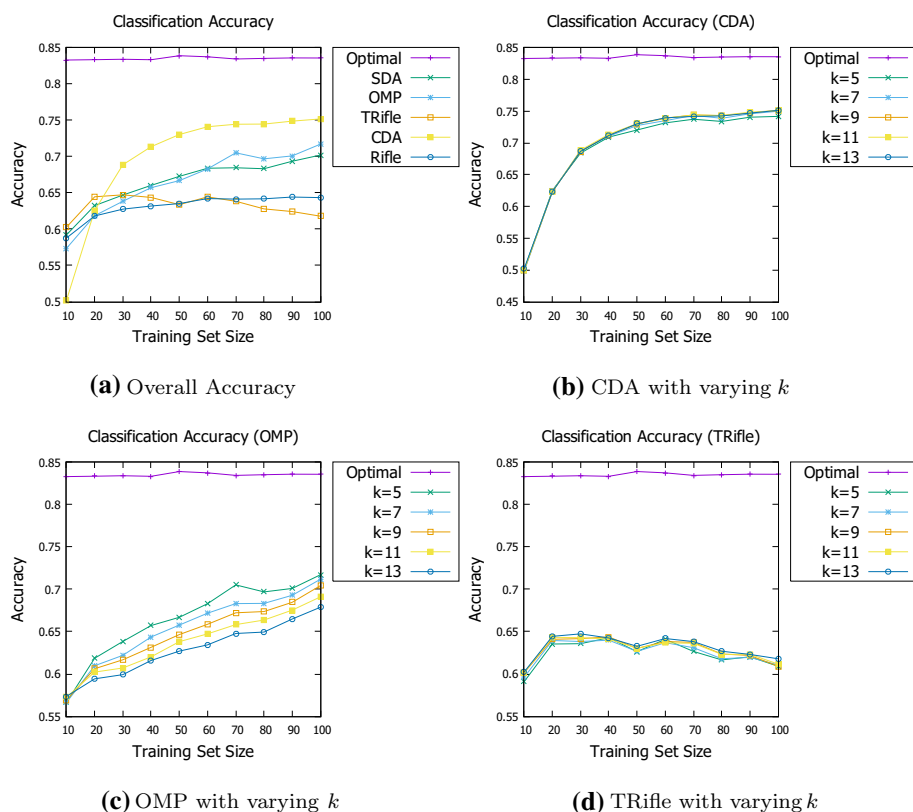 Classification Accuracy
0.85
0.8
0.75
0.7
0.65
0.6
0.55
0.5
Accuracy
10 20 30 40 50 60 70 80 90 100
Training Set Size
Optimal
SDA
OMP
TRifle
CDA
Rifle
(a) Overall Accuracy
Classification Accuracy (CDA)
0.85
0.8
0.75
0.7
0.65
0.6
0.55
0.5
0.45
Accuracy
10 20 30 40 50 60 70 80 90 100
Training Set Size
Optimal
k=5
k=7
k=9
k=11
k=13
(b) CDA with varying k
Classification Accuracy (OMP)
0.85
0.8
0.75
0.7
0.65
0.6
0.55
Accuracy
10 20 30 40 50 60 70 80 90 100
Training Set Size
Optimal
k=5
k=7
k=9
k=11
k=13
(c) OMP with varying k
Classification Accuracy (TRifle)
0.85
0.8
0.75
0.7
0.65
0.6
0.55
Accuracy
10 20 30 40 50 60 70 80 90 100
Training Set Size
Optimal
k=5
k=7
k=9
k=11
k=13
(d) TRifle with varying k